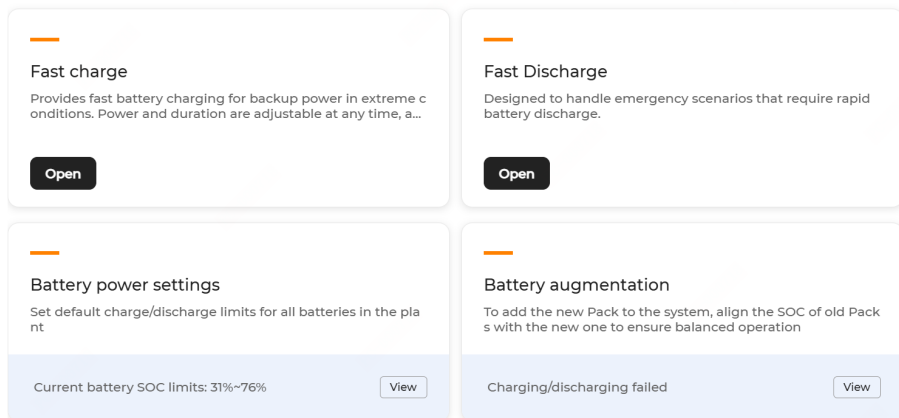 Fast charge
Provides fast battery charging for backup power in extreme c
onditions. Power and duration are adjustable at any time, a...
Open
Fast Discharge
Designed to handle emergency scenarios that require rapid
battery discharge.
Open
Battery power settings
Set default charge/discharge limits for all batteries in the pla
nt
Current battery SOC limits: 31%~76%
View
Battery augmentation
To add the new Pack to the system, align the SOC of old Pack
s with the new one to ensure balanced operation
Charging/discharging failed
View